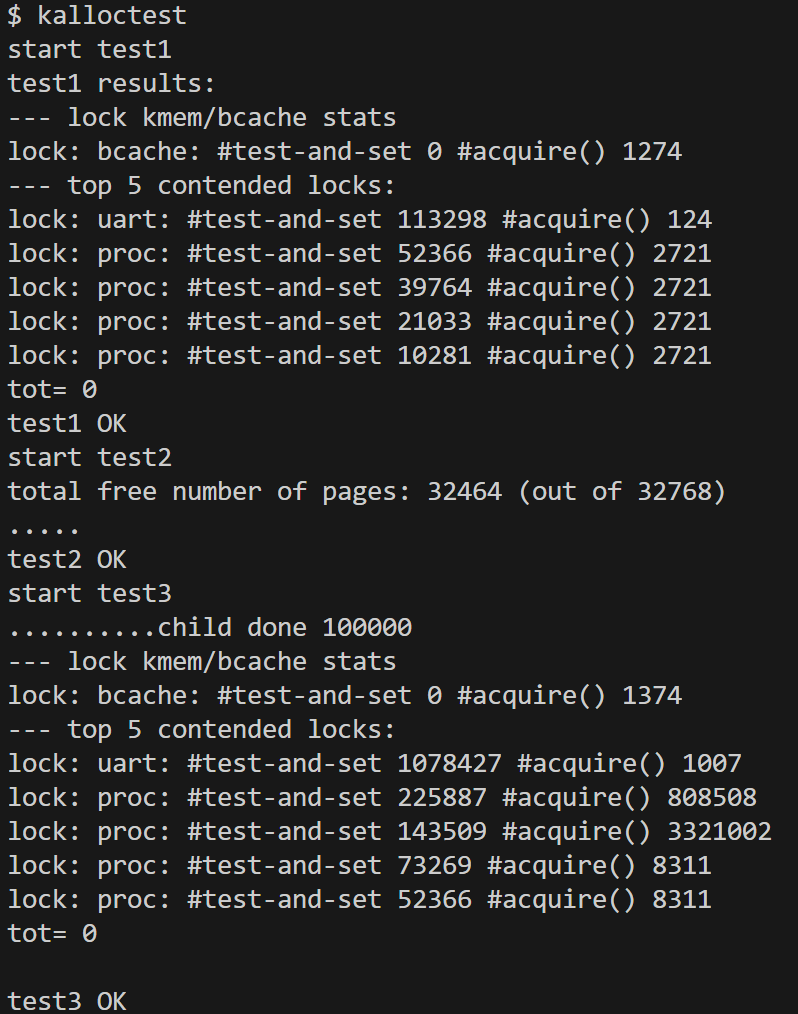 $ kalloctest
start test1
test1 results:
--- lock kmem/bcache stats
lock: bcache: #test-and-set 0 #acquire() 1274
--- top 5 contended locks:
lock: uart: #test-and-set 113298 #acquire() 124
lock: proc: #test-and-set 52366 #acquire() 2721
lock: proc: #test-and-set 39764 #acquire() 2721
lock: proc: #test-and-set 21033 #acquire() 2721
lock: proc: #test-and-set 10281 #acquire() 2721
tot= 0
test1 OK
start test2
total free number of pages: 32464 (out of 32768)
.....
test2 OK
start test3
..........child done 100000
--- lock kmem/bcache stats
lock: bcache: #test-and-set 0 #acquire() 1374
--- top 5 contended locks:
lock: uart: #test-and-set 1078427 #acquire() 1007
lock: proc: #test-and-set 225887 #acquire() 808508
lock: proc: #test-and-set 143509 #acquire() 3321002
lock: proc: #test-and-set 73269 #acquire() 8311
lock: proc: #test-and-set 52366 #acquire() 8311
tot= 0

test3 OK